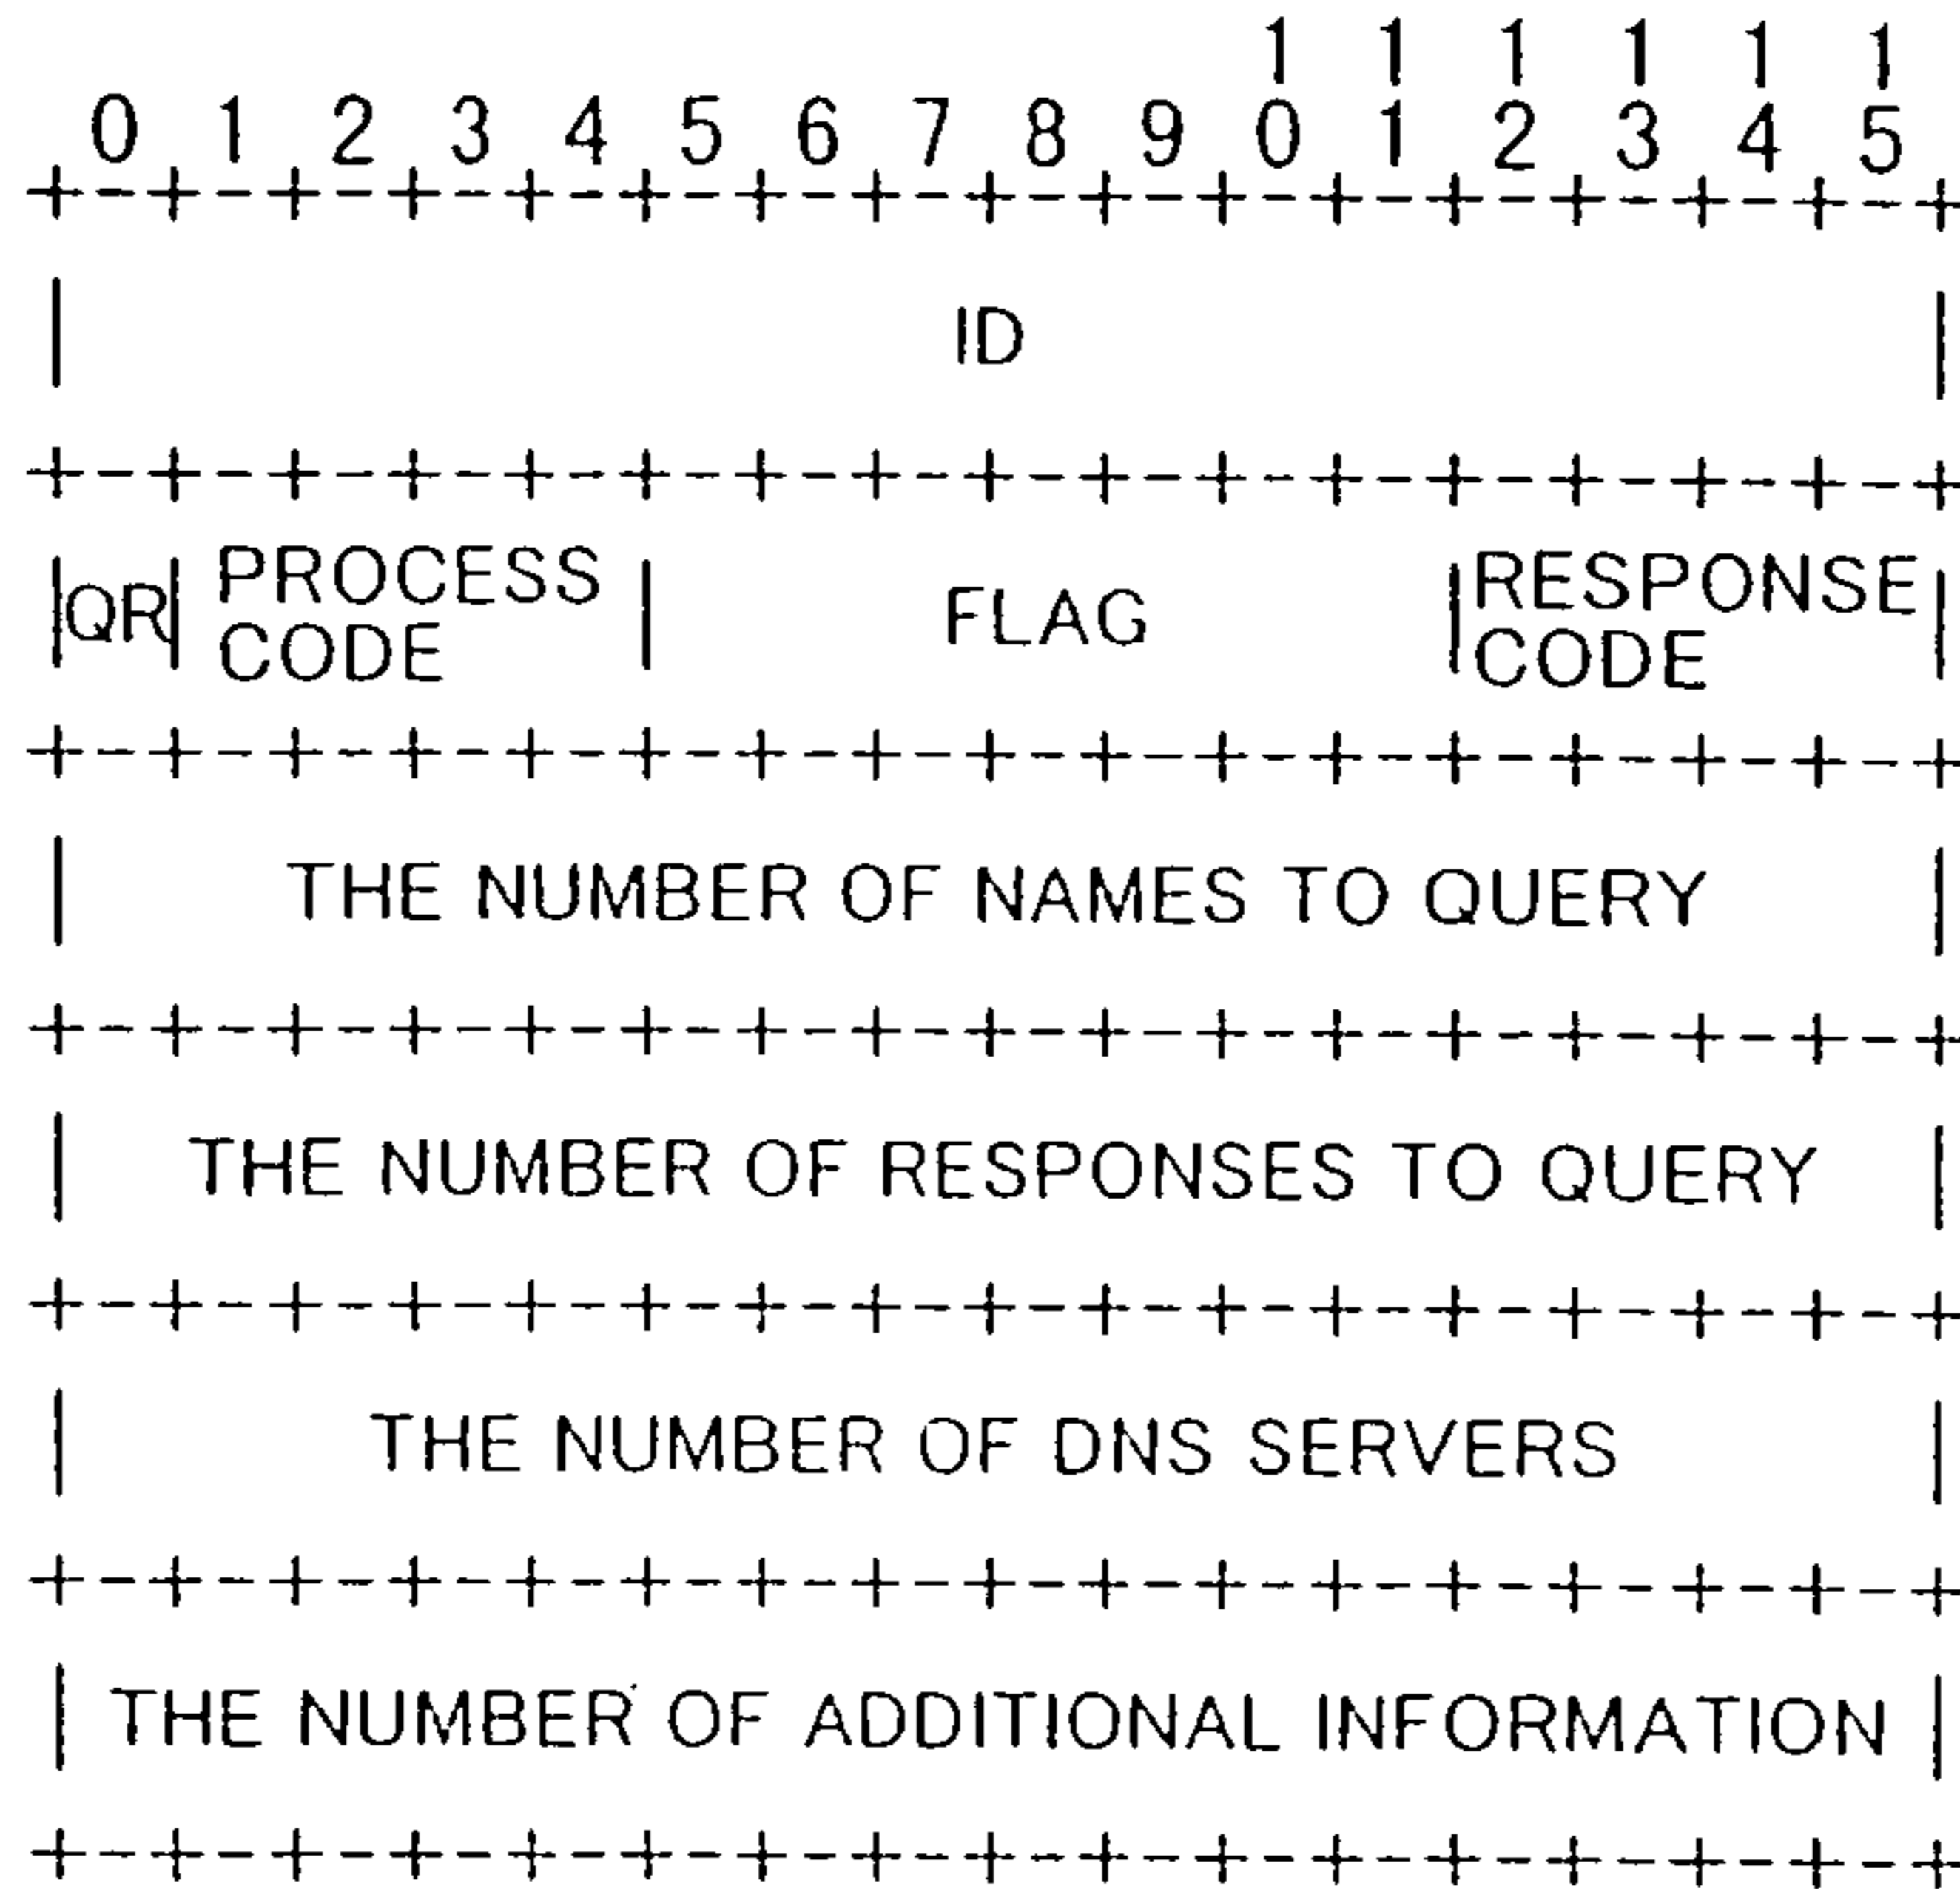 1 1 1 1 1 1
0 1 2 3 4 5 6 7 8 9 0 1 2 3 4 5
+--+--+--+--+--+--+--+--+--+--+--+--+--+--+--+--+
| ID |
+--+--+--+--+--+--+--+--+--+--+--+--+--+--+--+--+
|QR| PROCESS CODE | FLAG |RESPONSE CODE|
+--+--+--+--+--+--+--+--+--+--+--+--+--+--+--+--+
| THE NUMBER OF NAMES TO QUERY |
+--+--+--+--+--+--+--+--+--+--+--+--+--+--+--+--+
| THE NUMBER OF RESPONSES TO QUERY |
+--+--+--+--+--+--+--+--+--+--+--+--+--+--+--+--+
| THE NUMBER OF DNS SERVERS |
+--+--+--+--+--+--+--+--+--+--+--+--+--+--+--+--+
| THE NUMBER OF ADDITIONAL INFORMATION |
+--+--+--+--+--+--+--+--+--+--+--+--+--+--+--+--+